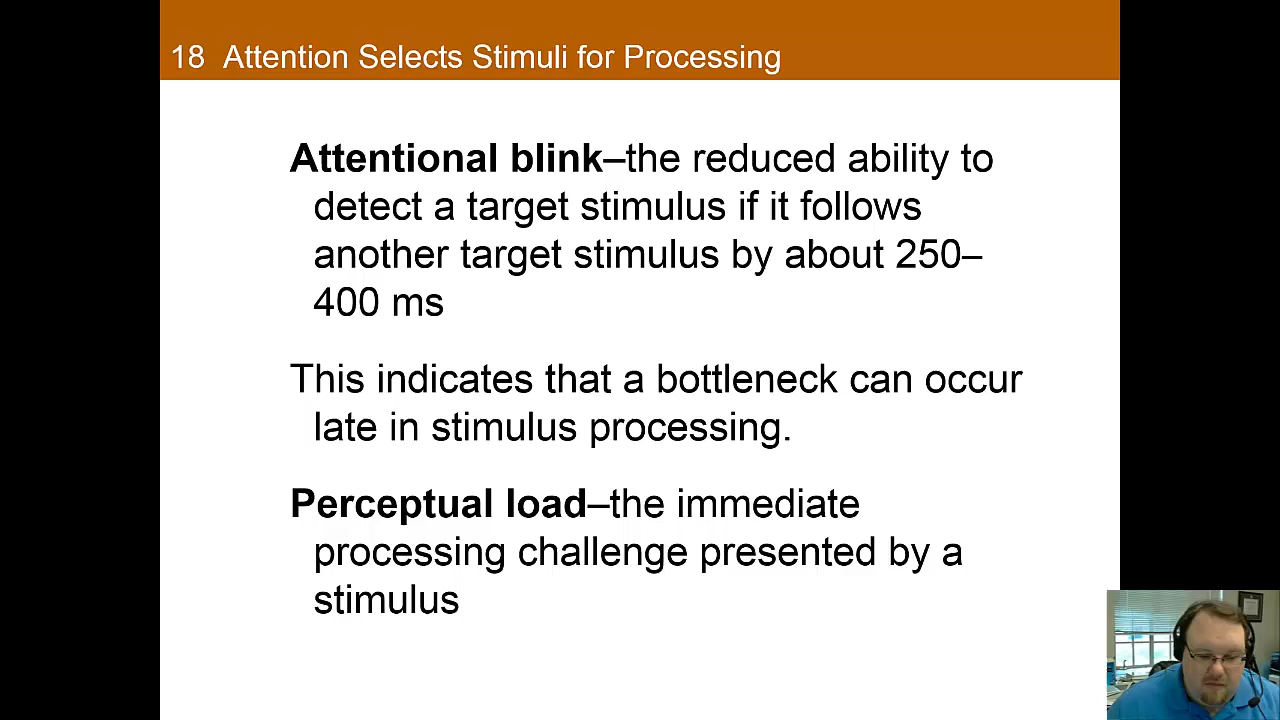 18 Attention Selects Stimuli for Processing
Attentional blink–the reduced ability to
detect a target stimulus if it follows
another target stimulus by about 250–
400 ms
This indicates that a bottleneck can occur
late in stimulus processing.
Perceptual load–the immediate
processing challenge presented by a
stimulus